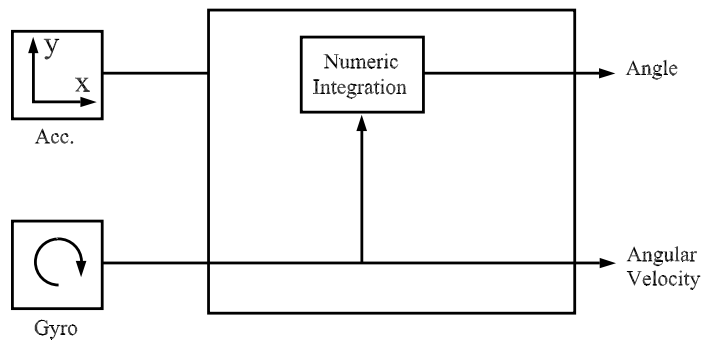 y
x
Acc.
Numeric
Integration
Angle
Gyro
Angular
Velocity